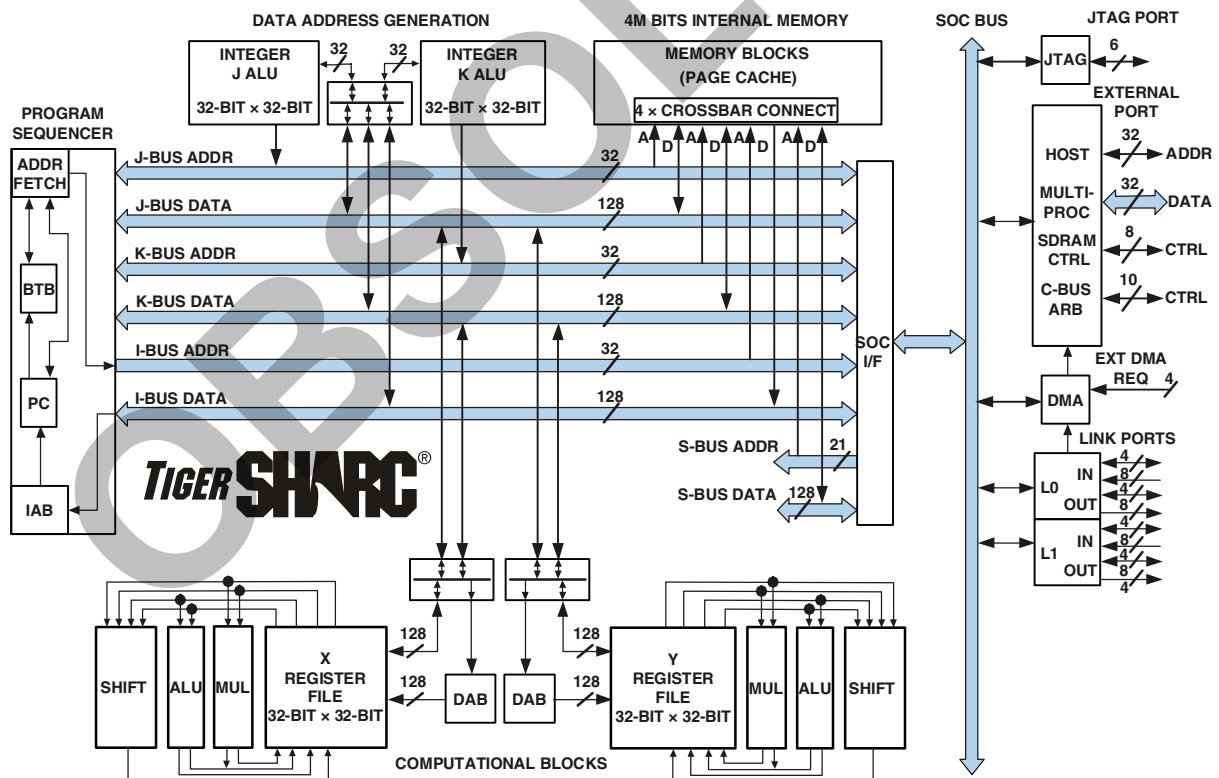 DATA ADDRESS GENERATION
4M BITS INTERNAL MEMORY
SOC BUS
JTAG PORT
INTEGER
J ALU
32-BIT × 32-BIT
32
32
INTEGER
K ALU
32-BIT × 32-BIT
MEMORY BLOCKS
(PAGE CACHE)
4 × CROSSBAR CONNECT
A D A D A D A D
JTAG
6
PROGRAM
SEQUENCER
ADDR
FETCH
BTB
PC
IAB
J-BUS ADDR
32
J-BUS DATA
128
K-BUS ADDR
32
K-BUS DATA
128
I-BUS ADDR
32
I-BUS DATA
128
S-BUS ADDR
21
S-BUS DATA
128
SOC
I/F
EXTERNAL
PORT
HOST
32
ADDR
MULTI-
PROC
32
DATA
SDRAM
CTRL
8
CTRL
C-BUS
ARB
10
CTRL
EXT DMA
REQ
4
DMA
LINK PORTS
L0
IN
OUT
4
8
4
8
L1
IN
OUT
4
8
4
8
4
TIGER SHARC®
SHIFT
ALU
MUL
X
REGISTER
FILE
32-BIT × 32-BIT
128
128
DAB
DAB
128
128
Y
REGISTER
FILE
32-BIT × 32-BIT
MUL
ALU
SHIFT
COMPUTATIONAL BLOCKS
OBSOL